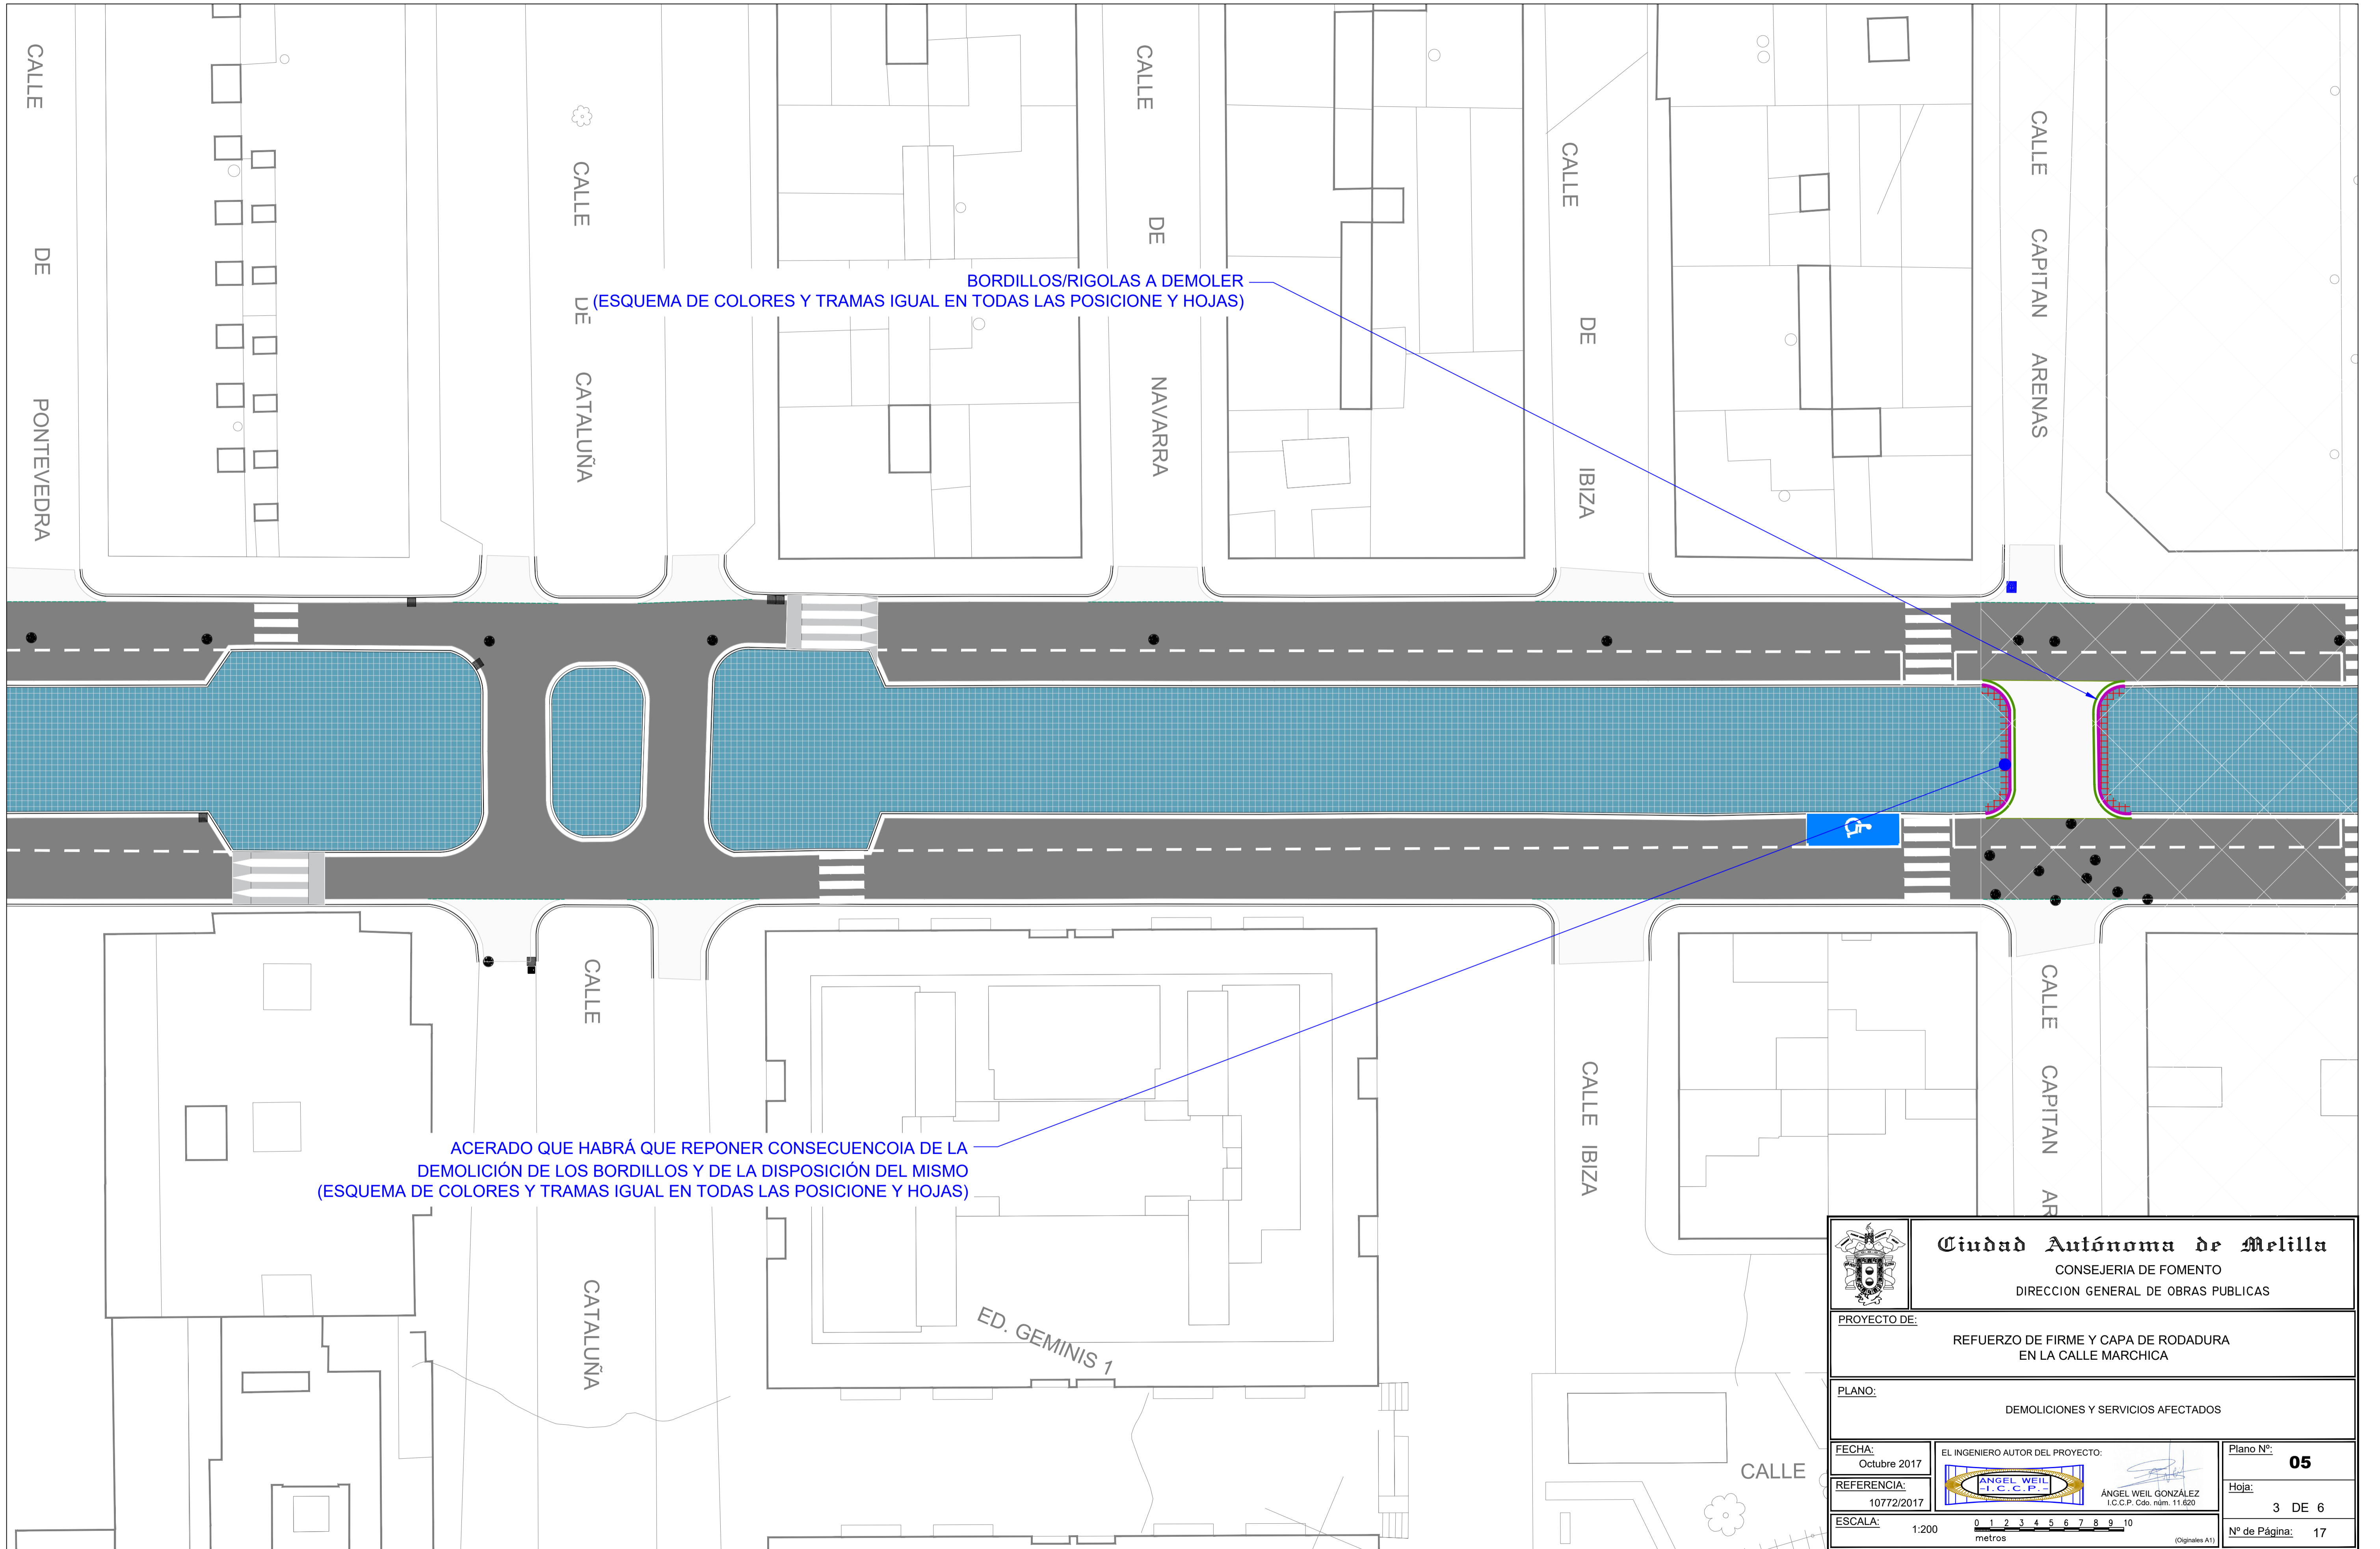 CALLE DE PONTEVEDRA
CALLE DE CATALUÑA
CALLE DE NAVARRA
CALLE DE IBIZA
CALLE CAPITAN ARENAS
BORDILLOS/RIGOLAS A DEMOLER
(ESQUEMA DE COLORES Y TRAMAS IGUAL EN TODAS LAS POSICIONE Y HOJAS)
CALLE CATALUÑA
ED. GEMINIS 1
CALLE IBIZA
CALLE CAPITAN AR
CALLE
ACERADO QUE HABRÁ QUE REPONER CONSECUENCOIA DE LA
DEMOLICIÓN DE LOS BORDILLOS Y DE LA DISPOSICIÓN DEL MISMO
(ESQUEMA DE COLORES Y TRAMAS IGUAL EN TODAS LAS POSICIONE Y HOJAS)
Ciudad Autónoma de Melilla
CONSEJERIA DE FOMENTO
DIRECCION GENERAL DE OBRAS PUBLICAS
PROYECTO DE:
REFUERZO DE FIRME Y CAPA DE RODADURA
EN LA CALLE MARCHICA
PLANO:
DEMOLICIONES Y SERVICIOS AFECTADOS
FECHA:
Octubre 2017
REFERENCIA:
10772/2017
EL INGENIERO AUTOR DEL PROYECTO:
ANGEL WEIL
-I.C.C.P.-
ÁNGEL WEIL GONZÁLEZ
I.C.C.P. Cdo. núm. 11.620
Plano Nº:
05
Hoja:
3 DE 6
ESCALA:
1:200
0 1 2 3 4 5 6 7 8 9 10
metros
(Oiginales A1)
Nº de Página: 17